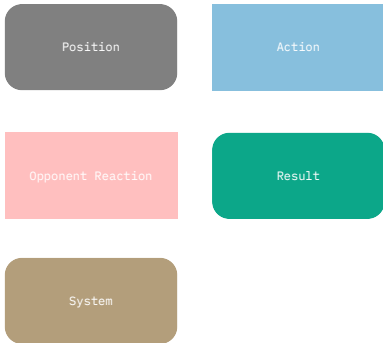 Position
Action
Opponent Reaction
Result
System